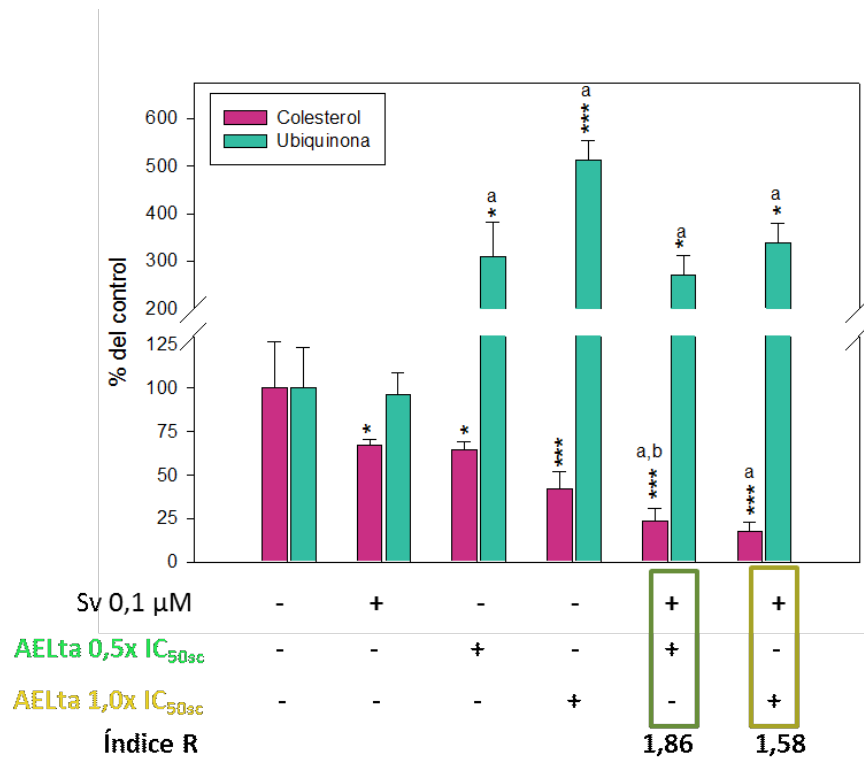 Colesterol
Ubiquinona
% del control
600
500
400
300
200
125
100
75
50
25
0
*
*
a
*
***
a
***
a,b
***
a
*
a
***
a
*
Sv 0,1 µM - + - - + +
AELta 0,5x IC50sc - - + - + -
AELta 1,0x IC50sc - - - + - +
Índice R 1,86 1,58